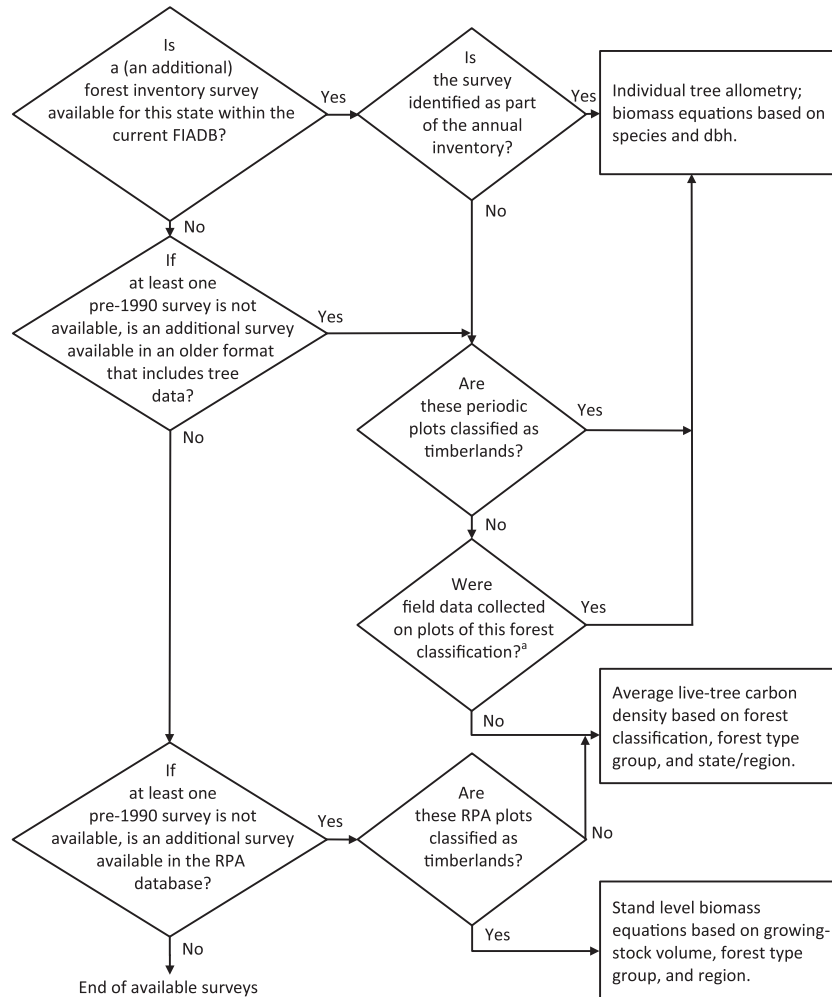 Is
a (an additional)
forest inventory survey
available for this state within the
current FIADB?
Yes
Is
the survey
identified as part
of the annual
inventory?
Yes
Individual tree allometry;
biomass equations based on
species and dbh.
No
No
If
at least one
pre-1990 survey is not
available, is an additional survey
available in an older format
that includes tree
data?
Yes
No
Are
these periodic
plots classified as
timberlands?
Yes
No
Were
field data collected
on plots of this forest
classification?a
Yes
No
Average live-tree carbon
density based on forest
classification, forest type
group, and state/region.
If
at least one
pre-1990 survey is not
available, is an additional survey
available in the RPA
database?
Yes
No
Are
these RPA plots
classified as
timberlands?
No
Yes
Stand level biomass
equations based on growing-
stock volume, forest type
group, and region.
End of available surveys